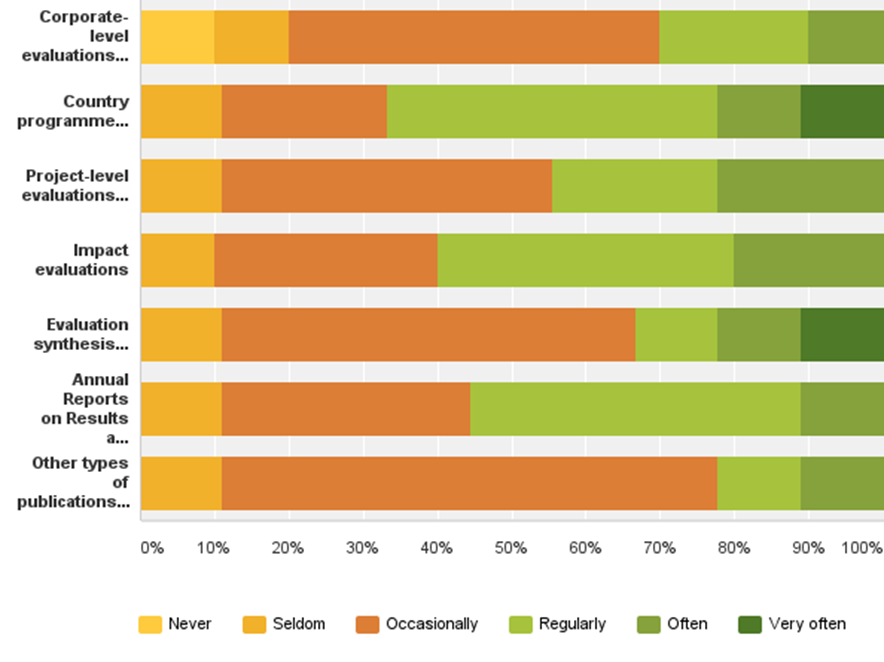 Corporate-
level
evaluations...
Country
programme...
Project-level
evaluations...
Impact
evaluations
Evaluation
synthesis...
Annual
Reports
on Results
a...
Other types
of
publications...
0% 10% 20% 30% 40% 50% 60% 70% 80% 90% 100%
Never Seldom Occasionally Regularly Often Very often